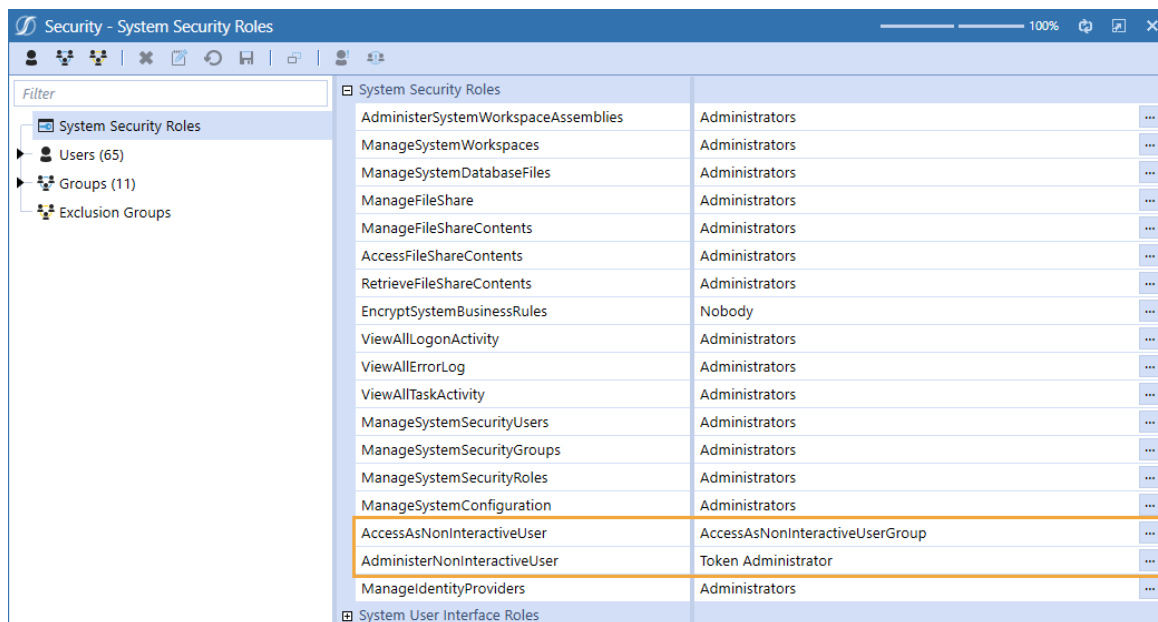 Security - System Security Roles
100%
Filter
System Security Roles
Users (65)
Groups (11)
Exclusion Groups
System Security Roles
AdministerSystemWorkspaceAssemblies Administrators ...
ManageSystemWorkspaces Administrators ...
ManageSystemDatabaseFiles Administrators ...
ManageFileShare Administrators ...
ManageFileShareContents Administrators ...
AccessFileShareContents Administrators ...
RetrieveFileShareContents Administrators ...
EncryptSystemBusinessRules Nobody ...
ViewAllLogonActivity Administrators ...
ViewAllErrorLog Administrators ...
ViewAllTaskActivity Administrators ...
ManageSystemSecurityUsers Administrators ...
ManageSystemSecurityGroups Administrators ...
ManageSystemSecurityRoles Administrators ...
ManageSystemConfiguration Administrators ...
AccessAsNonInteractiveUser AccessAsNonInteractiveUserGroup ...
AdministerNonInteractiveUser Token Administrator ...
ManageIdentityProviders Administrators ...
System User Interface Roles